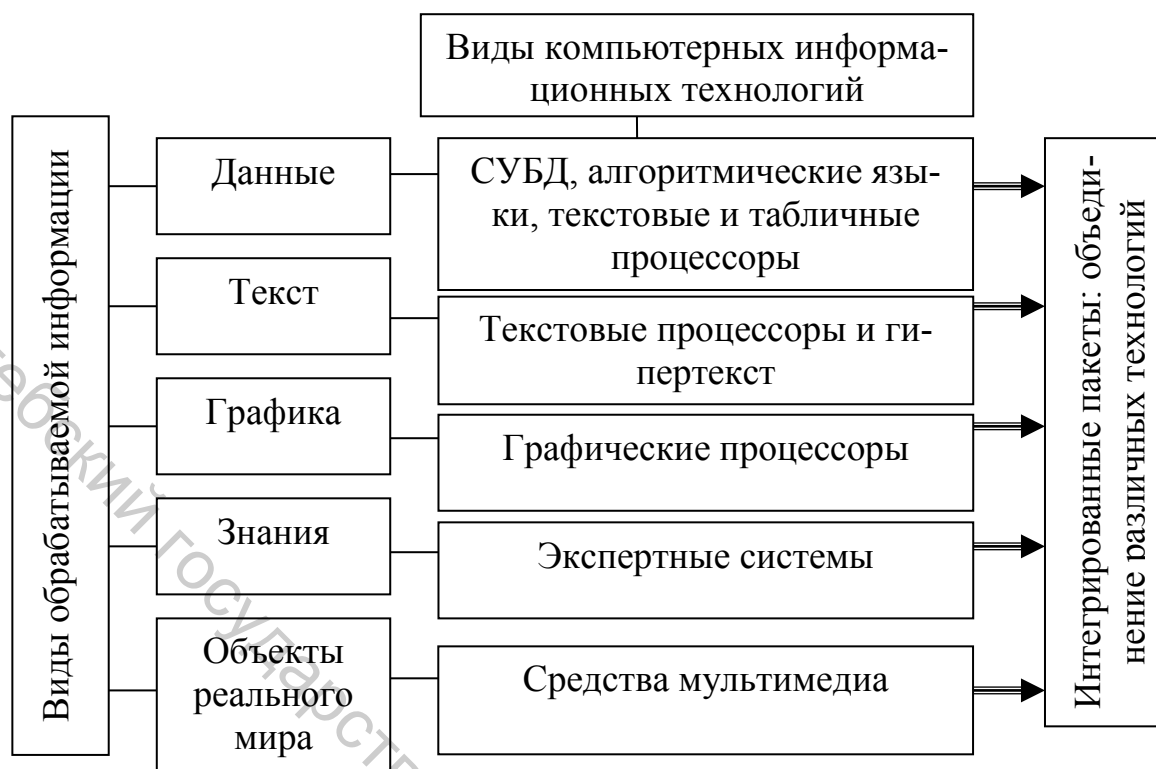 Виды компьютерных информа-
ционных технологий
Виды обрабатываемой информации
Данные
СУБД, алгоритмические язы-
ки, текстовые и табличные
процессоры
Текст
Текстовые процессоры и ги-
пертекст
Графика
Графические процессоры
Знания
Экспертные системы
Объекты
реального
мира
Средства мультимедиа
Интегрированные пакеты: объеди-
нение различных технологий
государст